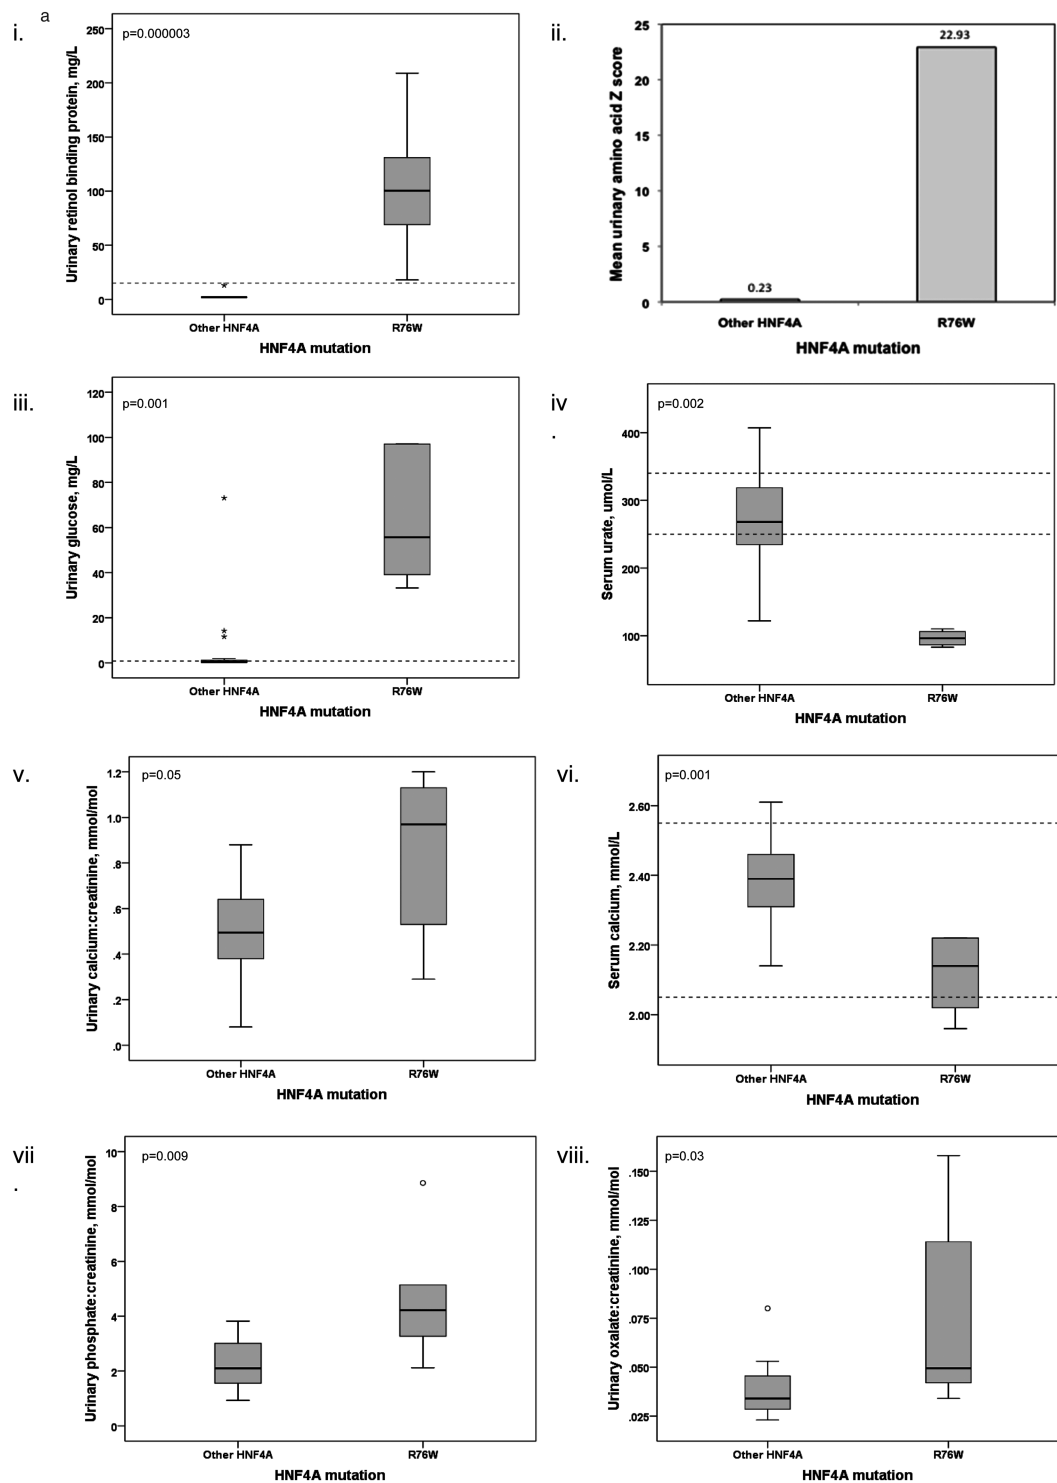 a
i.
p=0.000003
Urinary retinol binding protein, mg/L
250
200
150
100
50
0
*
Other HNF4A
R76W
HNF4A mutation
ii.
Mean urinary amino acid Z score
25
20
15
10
5
0
0.23
22.93
Other HNF4A
R76W
HNF4A mutation
iii.
p=0.001
Urinary glucose, mg/L
120
100
80
60
40
20
0
*
*
*
Other HNF4A
R76W
HNF4A mutation
iv
.
p=0.002
Serum urate, umol/L
400
300
200
100
Other HNF4A
R76W
HNF4A mutation
v.
p=0.05
Urinary calcium:creatinine, mmol/mol
1.2
1.0
.8
.6
.4
.2
.0
Other HNF4A
R76W
HNF4A mutation
vi.
p=0.001
Serum calcium, mmol/L
2.60
2.40
2.20
2.00
Other HNF4A
R76W
HNF4A mutation
vii
.
p=0.009
Urinary phosphate:creatinine, mmol/mol
10
8
6
4
2
0
Other HNF4A
R76W
HNF4A mutation
viii.
p=0.03
Urinary oxalate:creatinine, mmol/mol
.150
.125
.100
.075
.050
.025
Other HNF4A
R76W
HNF4A mutation